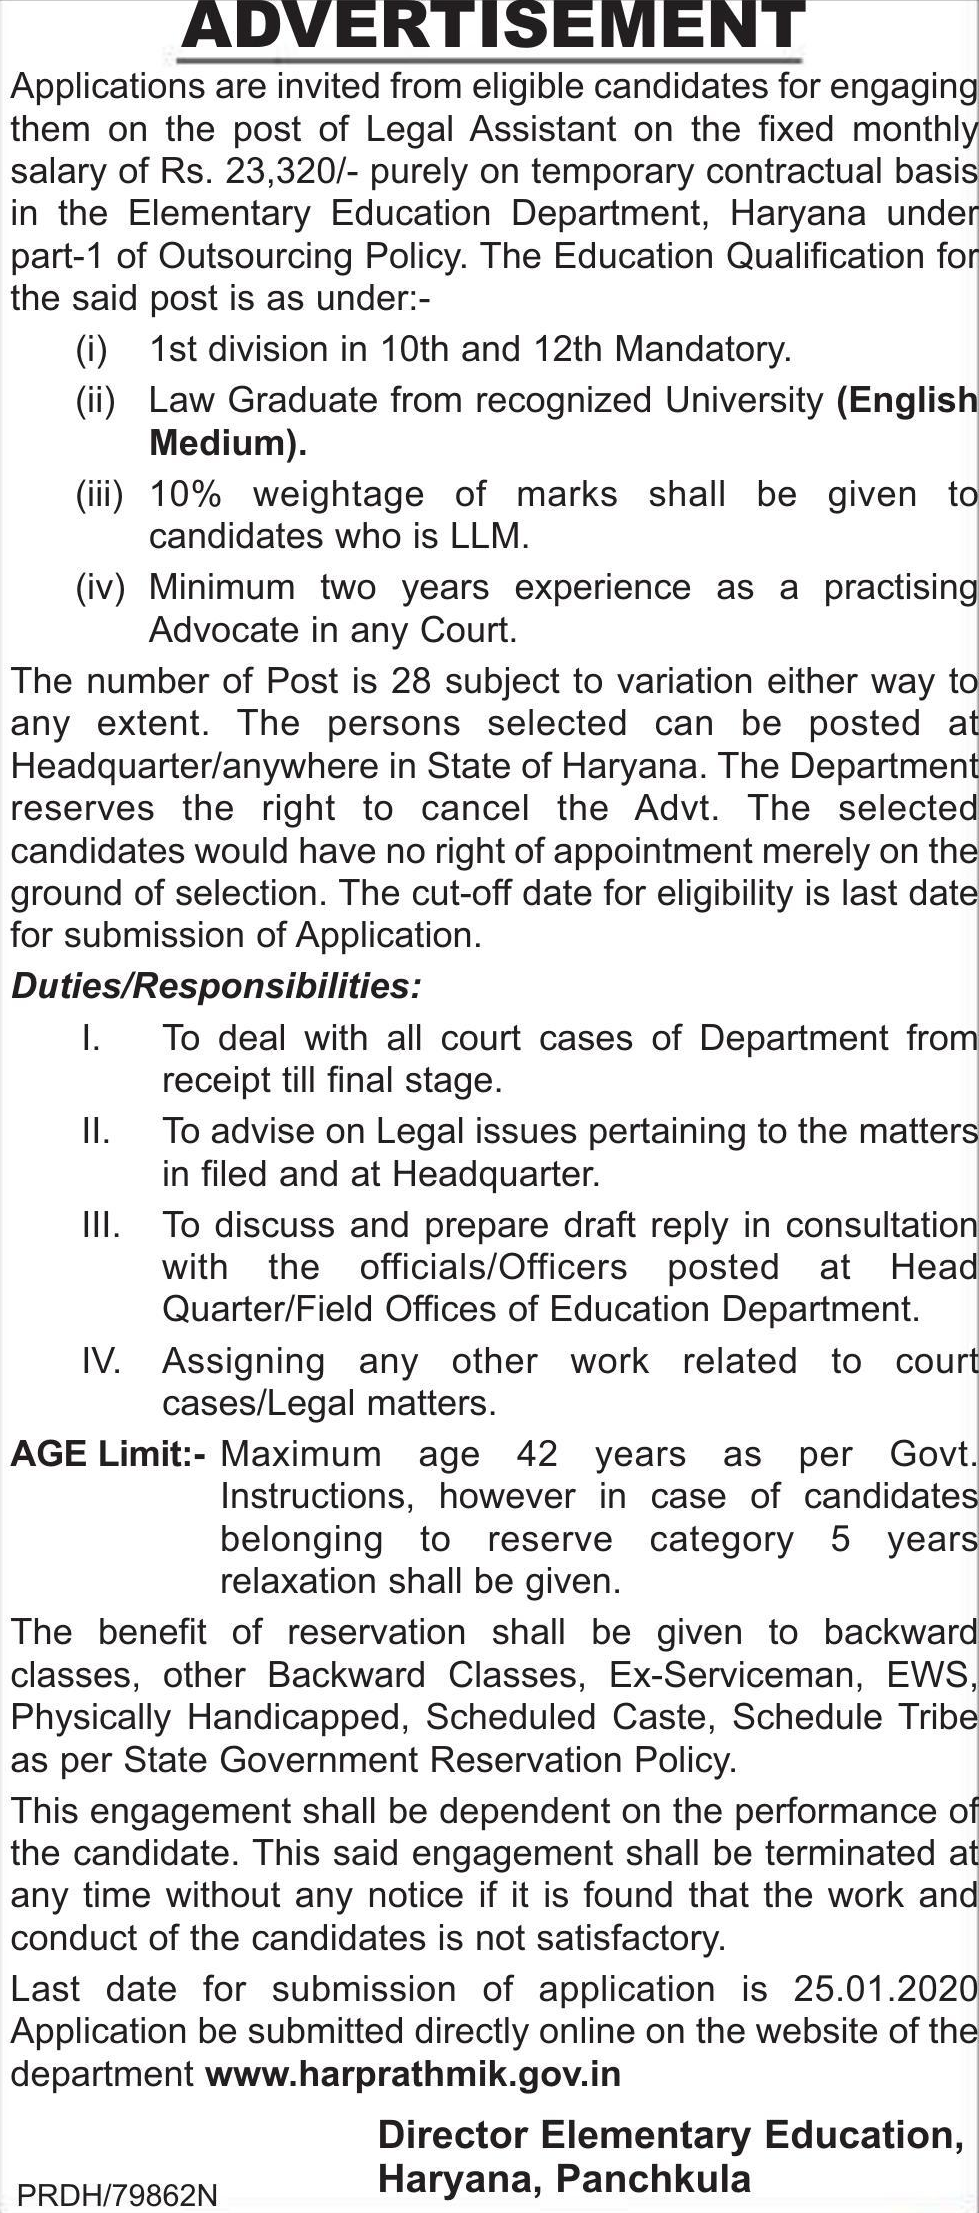 ADVERTISEMENT
Applications are invited from eligible candidates for engaging
them on the post of Legal Assistant on the fixed monthly
salary of Rs. 23,320/- purely on temporary contractual basis
in the Elementary Education Department, Haryana under
part-1 of Outsourcing Policy. The Education Qualification for
the said post is as under:-
(i) 1st division in 10th and 12th Mandatory.
(ii) Law Graduate from recognized University (English
Medium).
(iii) 10% weightage of marks shall be given to
candidates who is LLM.
(iv) Minimum two years experience as a practising
Advocate in any Court.
The number of Post is 28 subject to variation either way to
any extent. The persons selected can be posted at
Headquarter/anywhere in State of Haryana. The Department
reserves the right to cancel the Advt. The selected
candidates would have no right of appointment merely on the
ground of selection. The cut-off date for eligibility is last date
for submission of Application.
Duties/Responsibilities:
I. To deal with all court cases of Department from
receipt till final stage.
II. To advise on Legal issues pertaining to the matters
in filed and at Headquarter.
III. To discuss and prepare draft reply in consultation
with the officials/Officers posted at Head
Quarter/Field Offices of Education Department.
IV. Assigning any other work related to court
cases/Legal matters.
AGE Limit:- Maximum age 42 years as per Govt.
Instructions, however in case of candidates
belonging to reserve category 5 years
relaxation shall be given.
The benefit of reservation shall be given to backward
classes, other Backward Classes, Ex-Serviceman, EWS,
Physically Handicapped, Scheduled Caste, Schedule Tribe
as per State Government Reservation Policy.
This engagement shall be dependent on the performance of
the candidate. This said engagement shall be terminated at
any time without any notice if it is found that the work and
conduct of the candidates is not satisfactory.
Last date for submission of application is 25.01.2020
Application be submitted directly online on the website of the
department www.harprathmik.gov.in
Director Elementary Education,
Haryana, Panchkula
PRDH/79862N